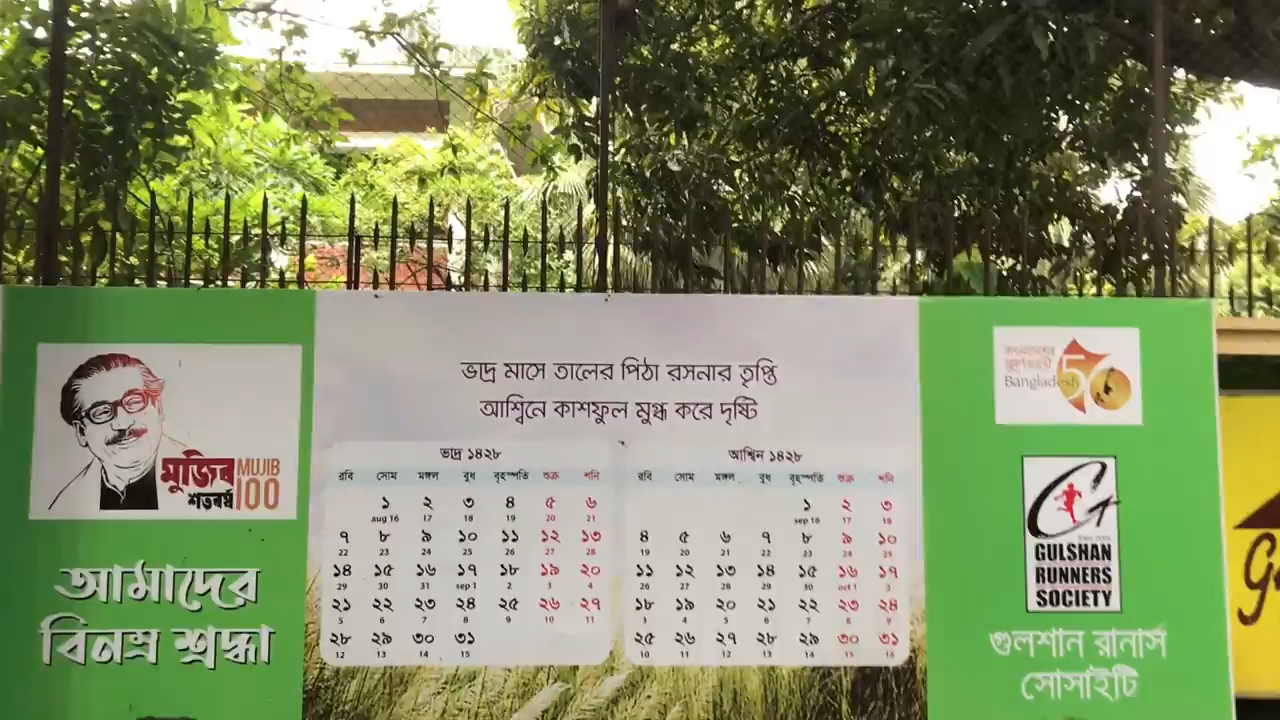 মুজিব
শতবর্ষ
MUJIB
100
আমাদের
বিনম্র শ্রদ্ধা
ভাদ্র মাসে তালের পিঠা রসনার তৃপ্তি
আশ্বিনে কাশফুল মুগ্ধ করে দৃষ্টি
ভাদ্র ১৪২৮
রবি সোম মঙ্গল বুধ বৃহস্পতি শুক্র শনি
১ ২ ৩ ৪ ৫ ৬
aug 16 17 18 19 20 21
৭ ৮ ৯ ১০ ১১ ১২ ১৩
22 23 24 25 26 27 28
১৪ ১৫ ১৬ ১৭ ১৮ ১৯ ২০
29 30 31 sep 1 2 3 4
২১ ২২ ২৩ ২৪ ২৫ ২৬ ২৭
5 6 7 8 9 10 11
২৮ ২৯ ৩০ ৩১
12 13 14 15
আশ্বিন ১৪২৮
রবি সোম মঙ্গল বুধ বৃহস্পতি শুক্র শনি
১ ২ ৩
sep 16 17 18
৪ ৫ ৬ ৭ ৮ ৯ ১০
19 20 21 22 23 24 25
১১ ১২ ১৩ ১৪ ১৫ ১৬ ১৭
26 27 28 29 30 oct 1 2
১৮ ১৯ ২০ ২১ ২২ ২৩ ২৪
3 4 5 6 7 8 9
২৫ ২৬ ২৭ ২৮ ২৯ ৩০ ৩১
10 11 12 13 14 15 16
Bangladesh 50
GULSHAN
RUNNERS
SOCIETY
গুলশান রানার্স
সোসাইটি